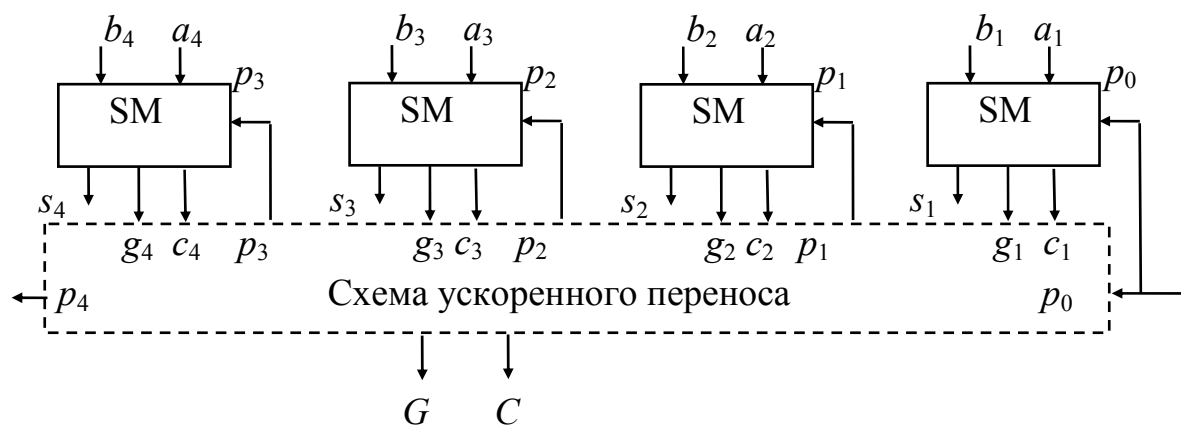 b₄ a₄ b₃ a₃ b₂ a₂ b₁ a₁
p₃ p₂ p₁ p₀
SM SM SM SM
s₄ s₃ s₂ s₁
g₄ c₄ p₃ g₃ c₃ p₂ g₂ c₂ p₁ g₁ c₁
p₄ Схема ускоренного переноса p₀
G C